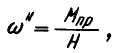 ω" = Mпр / H ,